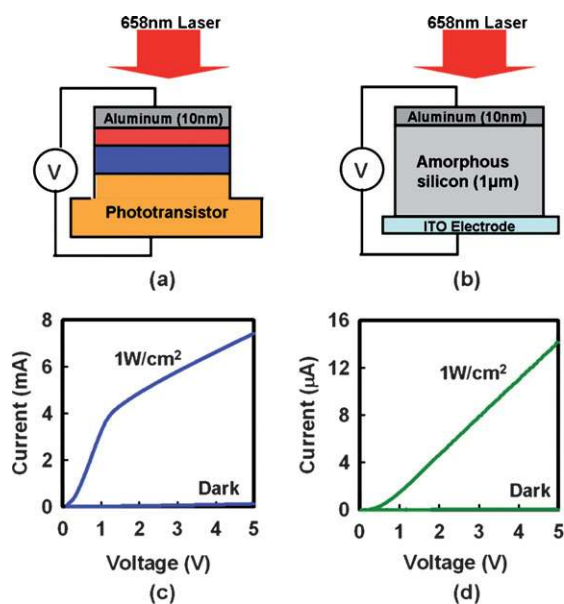 658nm Laser
Aluminum (10nm)
V
Phototransistor
(a)
658nm Laser
Aluminum (10nm)
V
Amorphous
silicon (1μm)
ITO Electrode
(b)
8
6
4
2
0
Current (mA)
1W/cm²
Dark
0 1 2 3 4 5
Voltage (V)
(c)
16
12
8
4
0
Current (μA)
1W/cm²
Dark
0 1 2 3 4 5
Voltage (V)
(d)